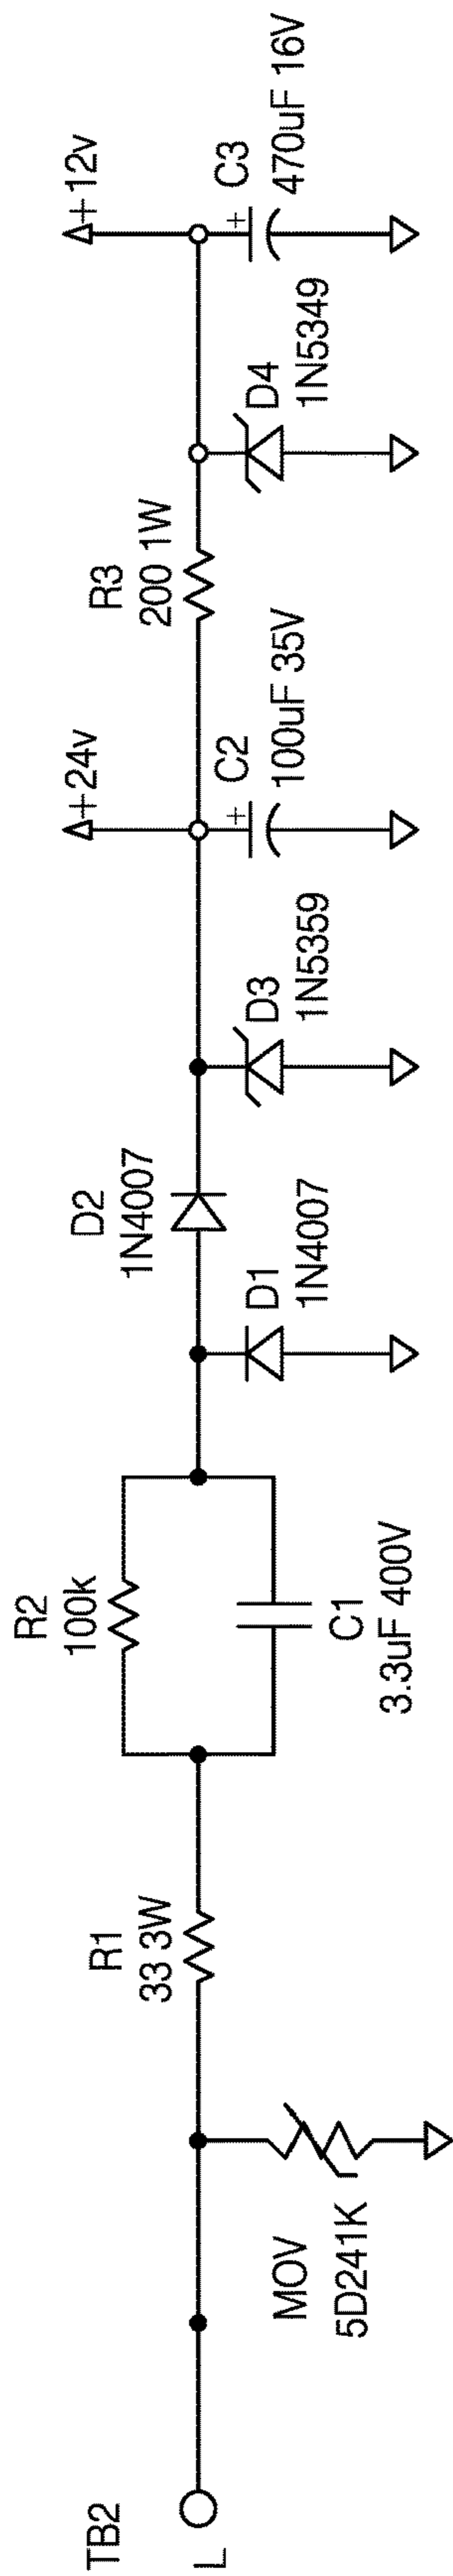 TB2
L
MOV
5D241K
R1
33 3W
R2
100k
C1
3.3uF 400V
D1
1N4007
D2
1N4007
D3
1N5359
+24v
+
C2
100uF 35V
R3
200 1W
D4
1N5349
+12v
+
C3
470uF 16V